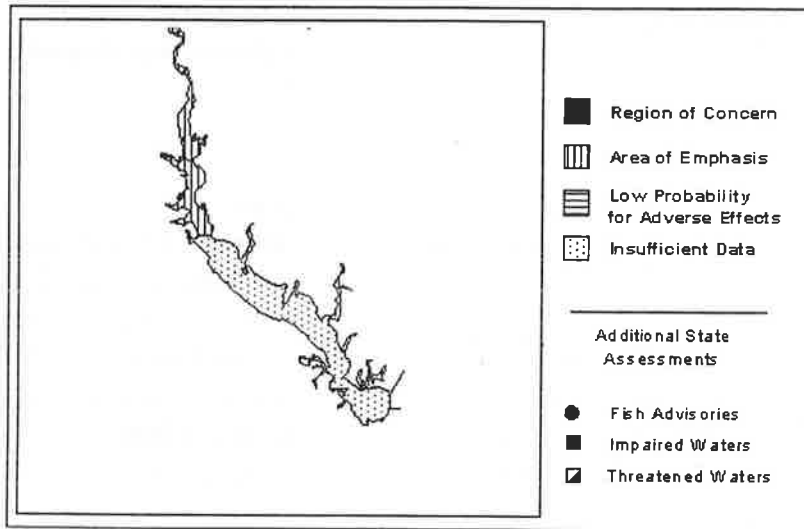 Region of Concern
Area of Emphasis
Low Probability
for Adverse Effects
Insufficient Data
Additional State
Assessments
Fish Advisories
Impaired Waters
Threatened Waters